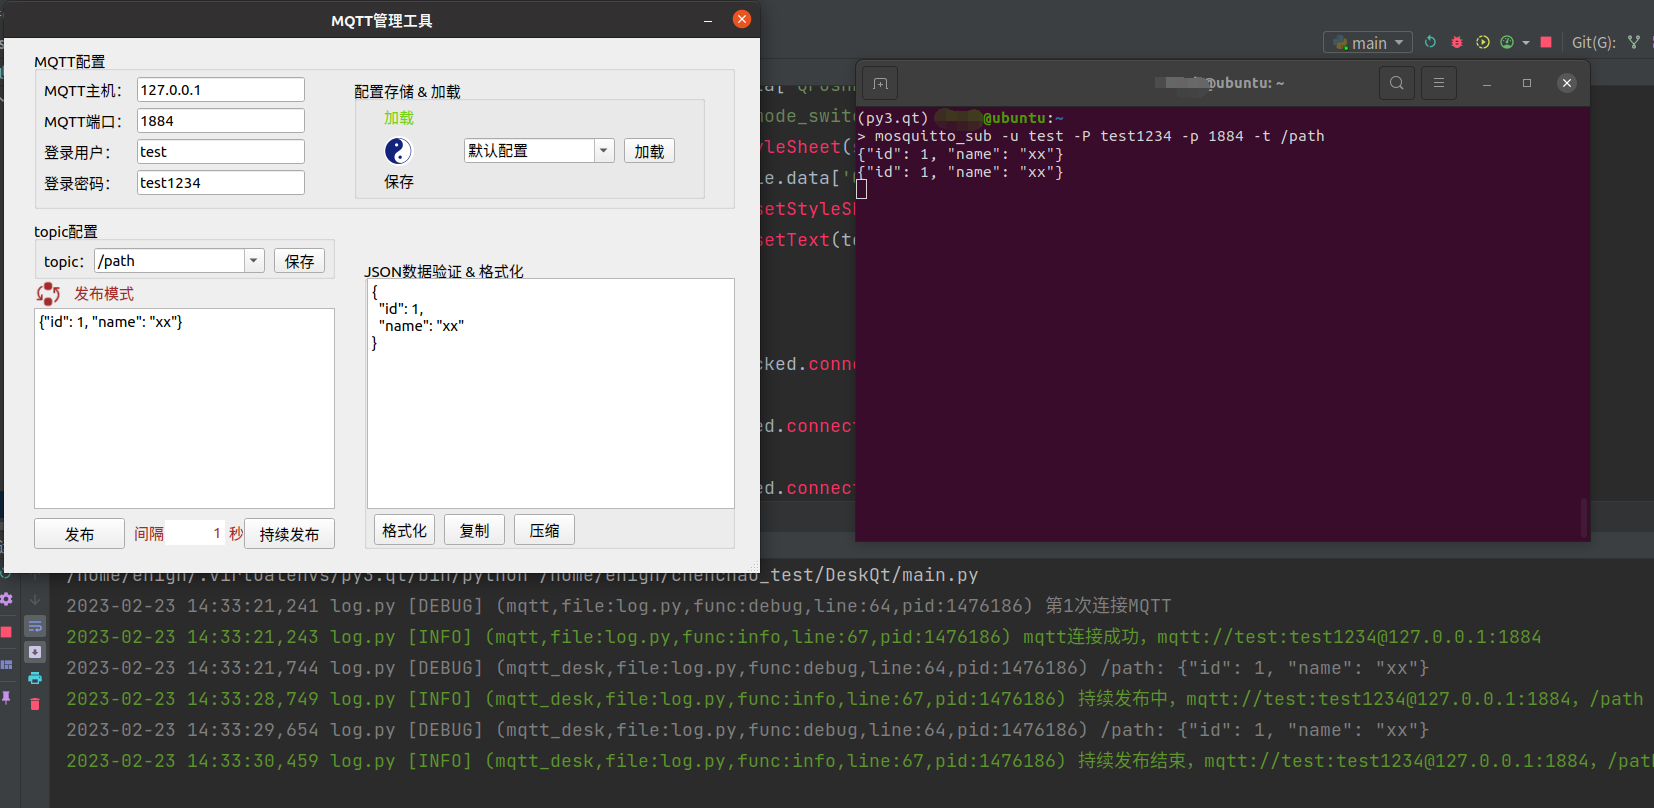 MQTT管理工具
MQTT配置
MQTT主机： 127.0.0.1
MQTT端口： 1884
登录用户： test
登录密码： test1234
配置存储 & 加载
加载
默认配置 加载
保存
topic配置
topic： /path 保存
发布模式
{"id": 1, "name": "xx"}
发布 间隔 1 秒 持续发布
JSON数据验证 & 格式化
{
"id": 1,
"name": "xx"
}
格式化 复制 压缩
main Git(G):
node_switc
yleSheet(
le.data['
setStyleS
setText(t
cked.conne
ed.connect
ed.connect
@ubuntu: ~
(py3.qt) @ubuntu:~
> mosquitto_sub -u test -P test1234 -p 1884 -t /path
{"id": 1, "name": "xx"}
{"id": 1, "name": "xx"}
/home/enigh/.virtualenvs/py3.qt/bin/python /home/enigh/chenchao_test/DeskQt/main.py
2023-02-23 14:33:21,241 log.py [DEBUG] (mqtt,file:log.py,func:debug,line:64,pid:1476186) 第1次连接MQTT
2023-02-23 14:33:21,243 log.py [INFO] (mqtt,file:log.py,func:info,line:67,pid:1476186) mqtt连接成功，mqtt://test:test1234@127.0.0.1:1884
2023-02-23 14:33:21,744 log.py [DEBUG] (mqtt_desk,file:log.py,func:debug,line:64,pid:1476186) /path: {"id": 1, "name": "xx"}
2023-02-23 14:33:28,749 log.py [INFO] (mqtt_desk,file:log.py,func:info,line:67,pid:1476186) 持续发布中，mqtt://test:test1234@127.0.0.1:1884，/path
2023-02-23 14:33:29,654 log.py [DEBUG] (mqtt_desk,file:log.py,func:debug,line:64,pid:1476186) /path: {"id": 1, "name": "xx"}
2023-02-23 14:33:30,459 log.py [INFO] (mqtt_desk,file:log.py,func:info,line:67,pid:1476186) 持续发布结束，mqtt://test:test1234@127.0.0.1:1884，/pat